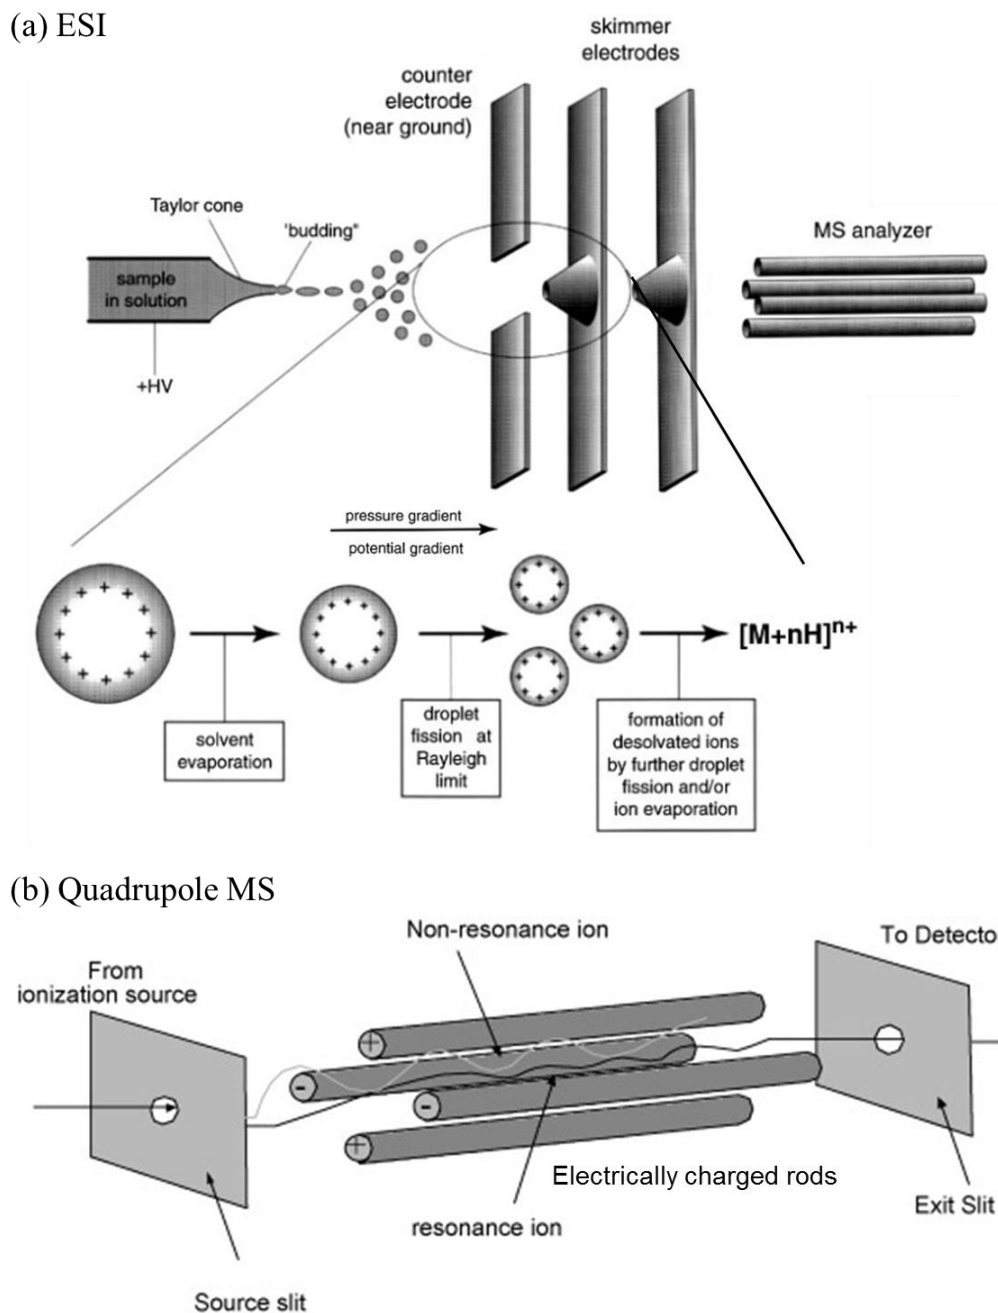 (a) ESI
skimmer
electrodes
counter
electrode
(near ground)
Taylor cone
'budding"
MS analyzer
sample
in solution
+HV
pressure gradient
potential gradient
[M+nH]ⁿ⁺
solvent
evaporation
droplet
fission at
Rayleigh
limit
formation of
desolvated ions
by further droplet
fission and/or
ion evaporation
(b) Quadrupole MS
Non-resonance ion
To Detecto
From
ionization source
Electrically charged rods
Exit Slit
resonance ion
Source slit